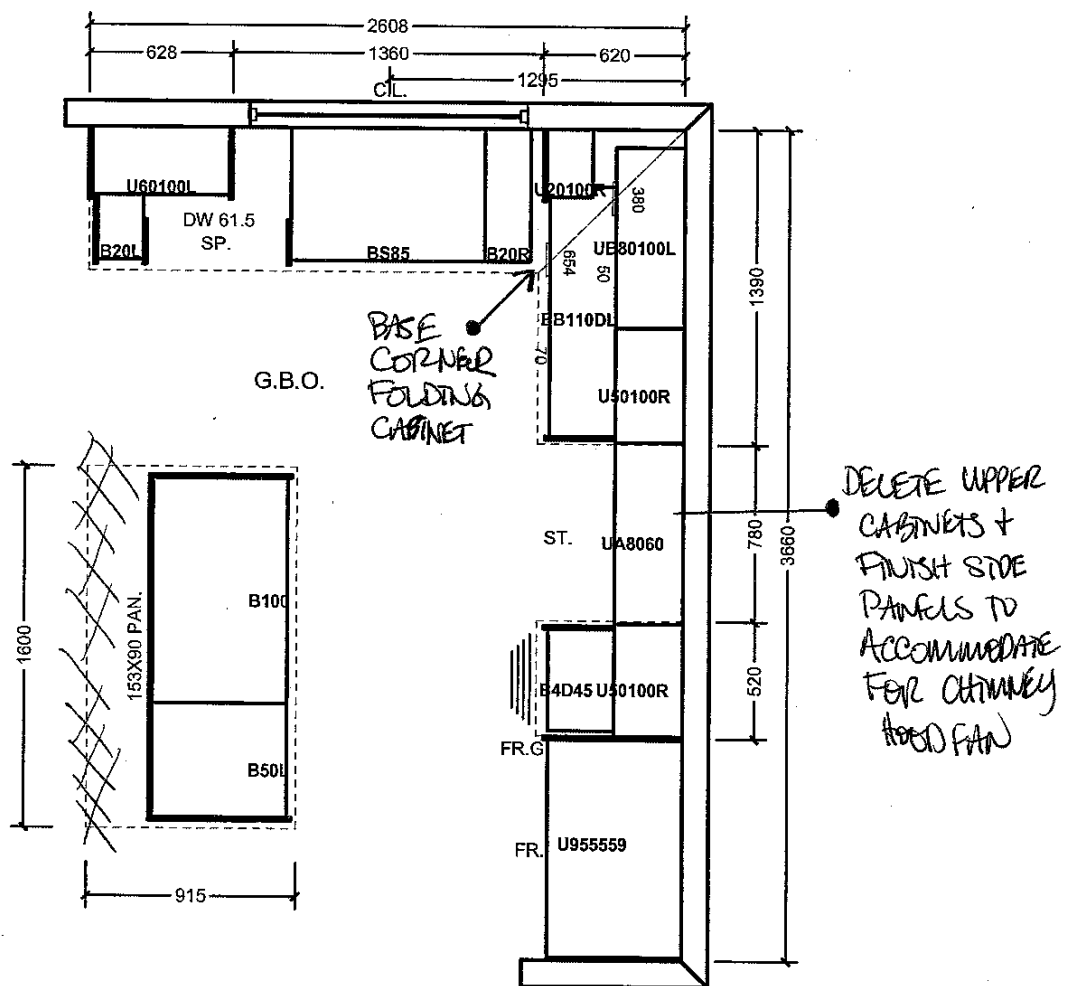 2608
628
1360
620
1295
C/L.
U60100L
U20100R
DW 61.5
SP.
380
B20L
BS85
B20R
654
50
UB80100L
1390
BASE
CORNER
FOLDING
CABINET
BB110DL
70
G.B.O.
U50100R
DELETE UPPER
CABINETS +
FINISH SIDE
PANELS TO
ACCOMMODATE
FOR CHIMNEY
HOOD FAN
ST.
UA8060
780
3660
B100
153X90 PAN.
1600
B4D45
U50100R
520
FR.G
B50L
FR.
U955559
915